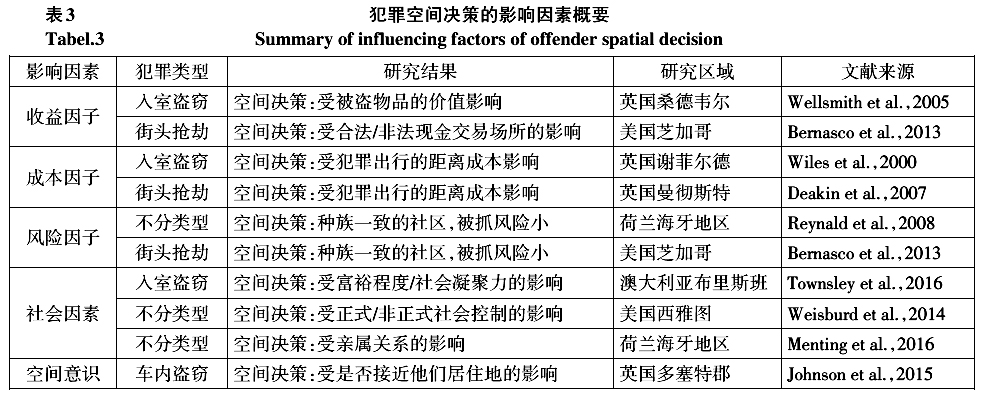 表3 犯罪空间决策的影响因素概要
Tabel.3 Summary of influencing factors of offender spatial decision
影响因素 犯罪类型 研究结果 研究区域 文献来源
收益因子 入室盗窃 空间决策:受被盗物品的价值影响 英国桑德韦尔 Wellsmith et al.,2005
街头抢劫 空间决策:受合法/非法现金交易场所的影响 美国芝加哥 Bernasco et al.,2013
成本因子 入室盗窃 空间决策:受犯罪出行的距离成本影响 英国谢菲尔德 Wiles et al.,2000
街头抢劫 空间决策:受犯罪出行的距离成本影响 英国曼彻斯特 Deakin et al.,2007
风险因子 不分类型 空间决策:种族一致的社区,被抓风险小 荷兰海牙地区 Reynald et al.,2008
街头抢劫 空间决策:种族一致的社区,被抓风险小 美国芝加哥 Bernasco et al.,2013
社会因素 入室盗窃 空间决策:受富裕程度/社会凝聚力的影响 澳大利亚布里斯班 Townsley et al.,2016
不分类型 空间决策:受正式/非正式社会控制的影响 美国西雅图 Weisburd et al.,2014
不分类型 空间决策:受亲属关系的影响 荷兰海牙地区 Menting et al.,2016
空间意识 车内盗窃 空间决策:受是否接近他们居住地的影响 英国多塞特郡 Johnson et al.,2015